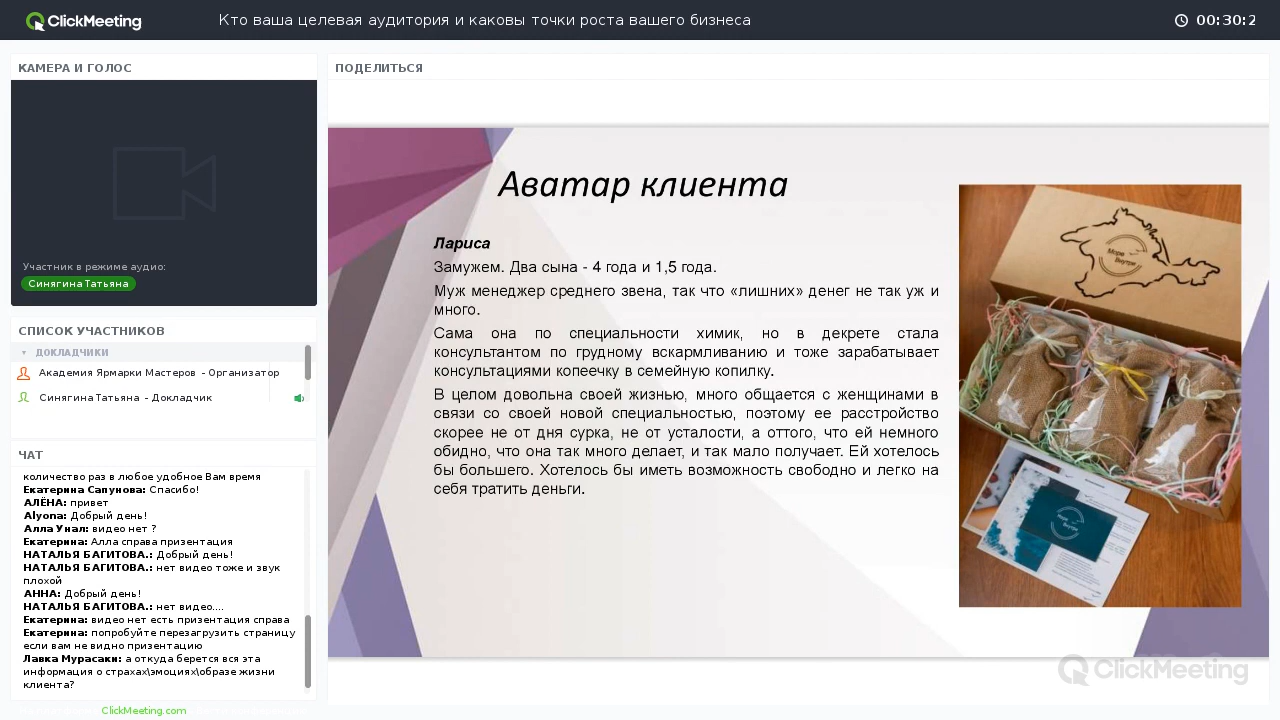 ClickMeeting
Кто ваша целевая аудитория и каковы точки роста вашего бизнеса
00:30:2
КАМЕРА И ГОЛОС
Участник в режиме аудио:
Синягина Татьяна
СПИСОК УЧАСТНИКОВ
ДОКЛАДЧИКИ
Академия Ярмарки Мастеров - Организатор
Синягина Татьяна - Докладчик
ЧАТ
количество раз в любое удобное Вам время
Екатерина Сапунова: Спасибо!
АЛЁНА: привет
Alyona: Добрый день!
Алла Унал: видео нет ?
Екатерина: Алла справа призентация
НАТАЛЬЯ БАГИТОВА.: Добрый день!
НАТАЛЬЯ БАГИТОВА.: нет видео тоже и звук
плохой
АННА: Добрый день!
НАТАЛЬЯ БАГИТОВА.: нет видео....
Екатерина: видео нет есть призентация справа
Екатерина: попробуйте перезагрузить страницу
если вам не видно призентацию
Лавка Мурасаки: а откуда берется вся эта
информация о страхах\эмоциях\образе жизни
клиента?
ClickMeeting.com
ПОДЕЛИТЬСЯ
Аватар клиента
Лариса
Замужем. Два сына - 4 года и 1,5 года.
Муж менеджер среднего звена, так что «лишних» денег не так уж и
много.
Сама она по специальности химик, но в декрете стала
консультантом по грудному вскармливанию и тоже зарабатывает
консультациями копеечку в семейную копилку.
В целом довольна своей жизнью, много общается с женщинами в
связи со своей новой специальностью, поэтому ее расстройство
скорее не от дня сурка, не от усталости, а оттого, что ей немного
обидно, что она так много делает, и так мало получает. Ей хотелось
бы большего. Хотелось бы иметь возможность свободно и легко на
себя тратить деньги.
Море
Внутри
Море
Внутри
ClickMeeting